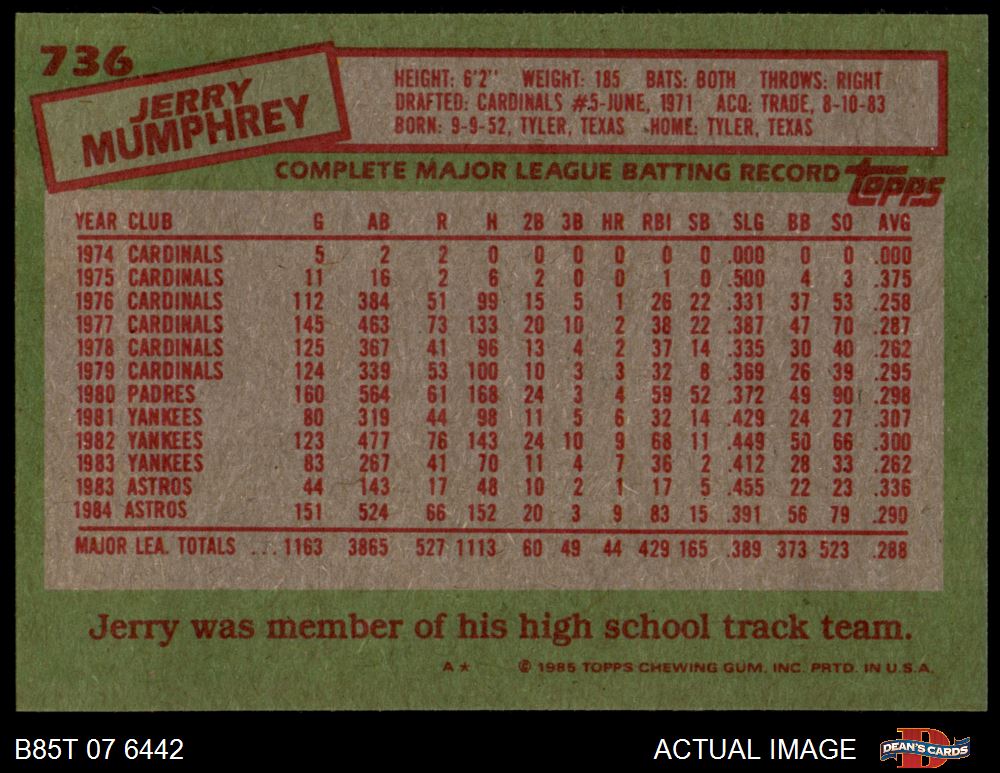 736
JERRY
MUMPHREY
HEIGHT: 6'2" WEIGHT: 185 BATS: BOTH THROWS: RIGHT
DRAFTED: CARDINALS #5-JUNE, 1971 ACQ: TRADE, 8-10-83
BORN: 9-9-52, TYLER, TEXAS HOME: TYLER, TEXAS
COMPLETE MAJOR LEAGUE BATTING RECORD topps
YEAR CLUB G AB R H 2B 3B HR RBI SB SLG BB SO AVG
1974 CARDINALS 5 2 2 0 0 0 0 0 0 .000 0 0 .000
1975 CARDINALS 11 16 2 6 2 0 0 1 0 .500 4 3 .375
1976 CARDINALS 112 384 51 99 15 5 1 26 22 .331 37 53 .258
1977 CARDINALS 145 463 73 133 20 10 2 38 22 .387 47 70 .287
1978 CARDINALS 125 367 41 96 13 4 2 37 14 .335 30 40 .262
1979 CARDINALS 124 339 53 100 10 3 3 32 8 .369 26 39 .295
1980 PADRES 160 564 61 168 24 3 4 59 52 .372 49 90 .298
1981 YANKEES 80 319 44 98 11 5 6 32 14 .429 24 27 .307
1982 YANKEES 123 477 76 143 24 10 9 68 11 .449 50 66 .300
1983 YANKEES 83 267 41 70 11 4 7 36 2 .412 28 33 .262
1983 ASTROS 44 143 17 48 10 2 1 17 5 .455 22 23 .336
1984 ASTROS 151 524 66 152 20 3 9 83 15 .391 56 79 .290
MAJOR LEA. TOTALS ... 1163 3865 527 1113 60 49 44 429 165 .389 373 523 .288
Jerry was member of his high school track team.
A * © 1985 TOPPS CHEWING GUM, INC. PRTD. IN U.S.A.
B85T 07 6442 ACTUAL IMAGE DEAN'S CARDS